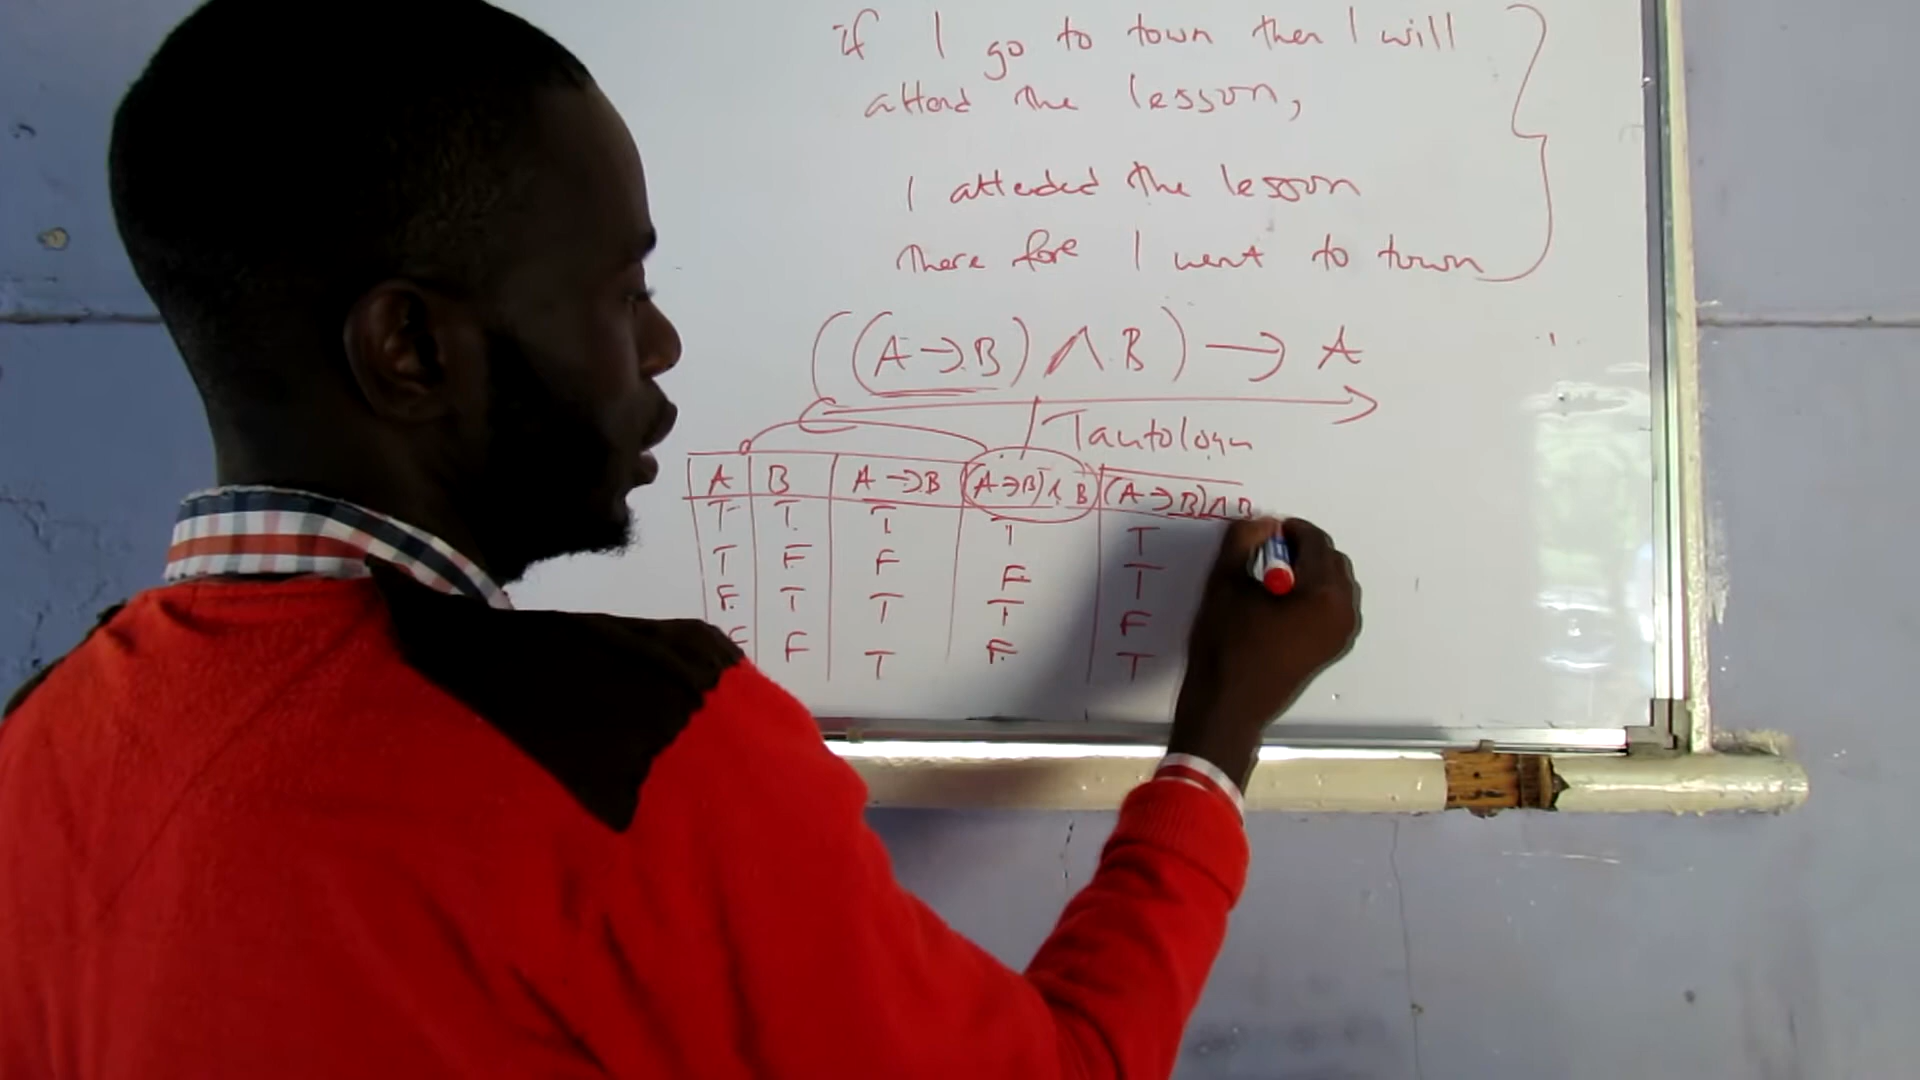 if I go to town then I will
attend the lesson,
I attended the lesson
There fore I went to town
((A→B) ∧ B) → A
Tautology
A B A→B (A→B)∧B (A→B)∧B
T T T T T
T F F F T
F T T T F
F F T F T